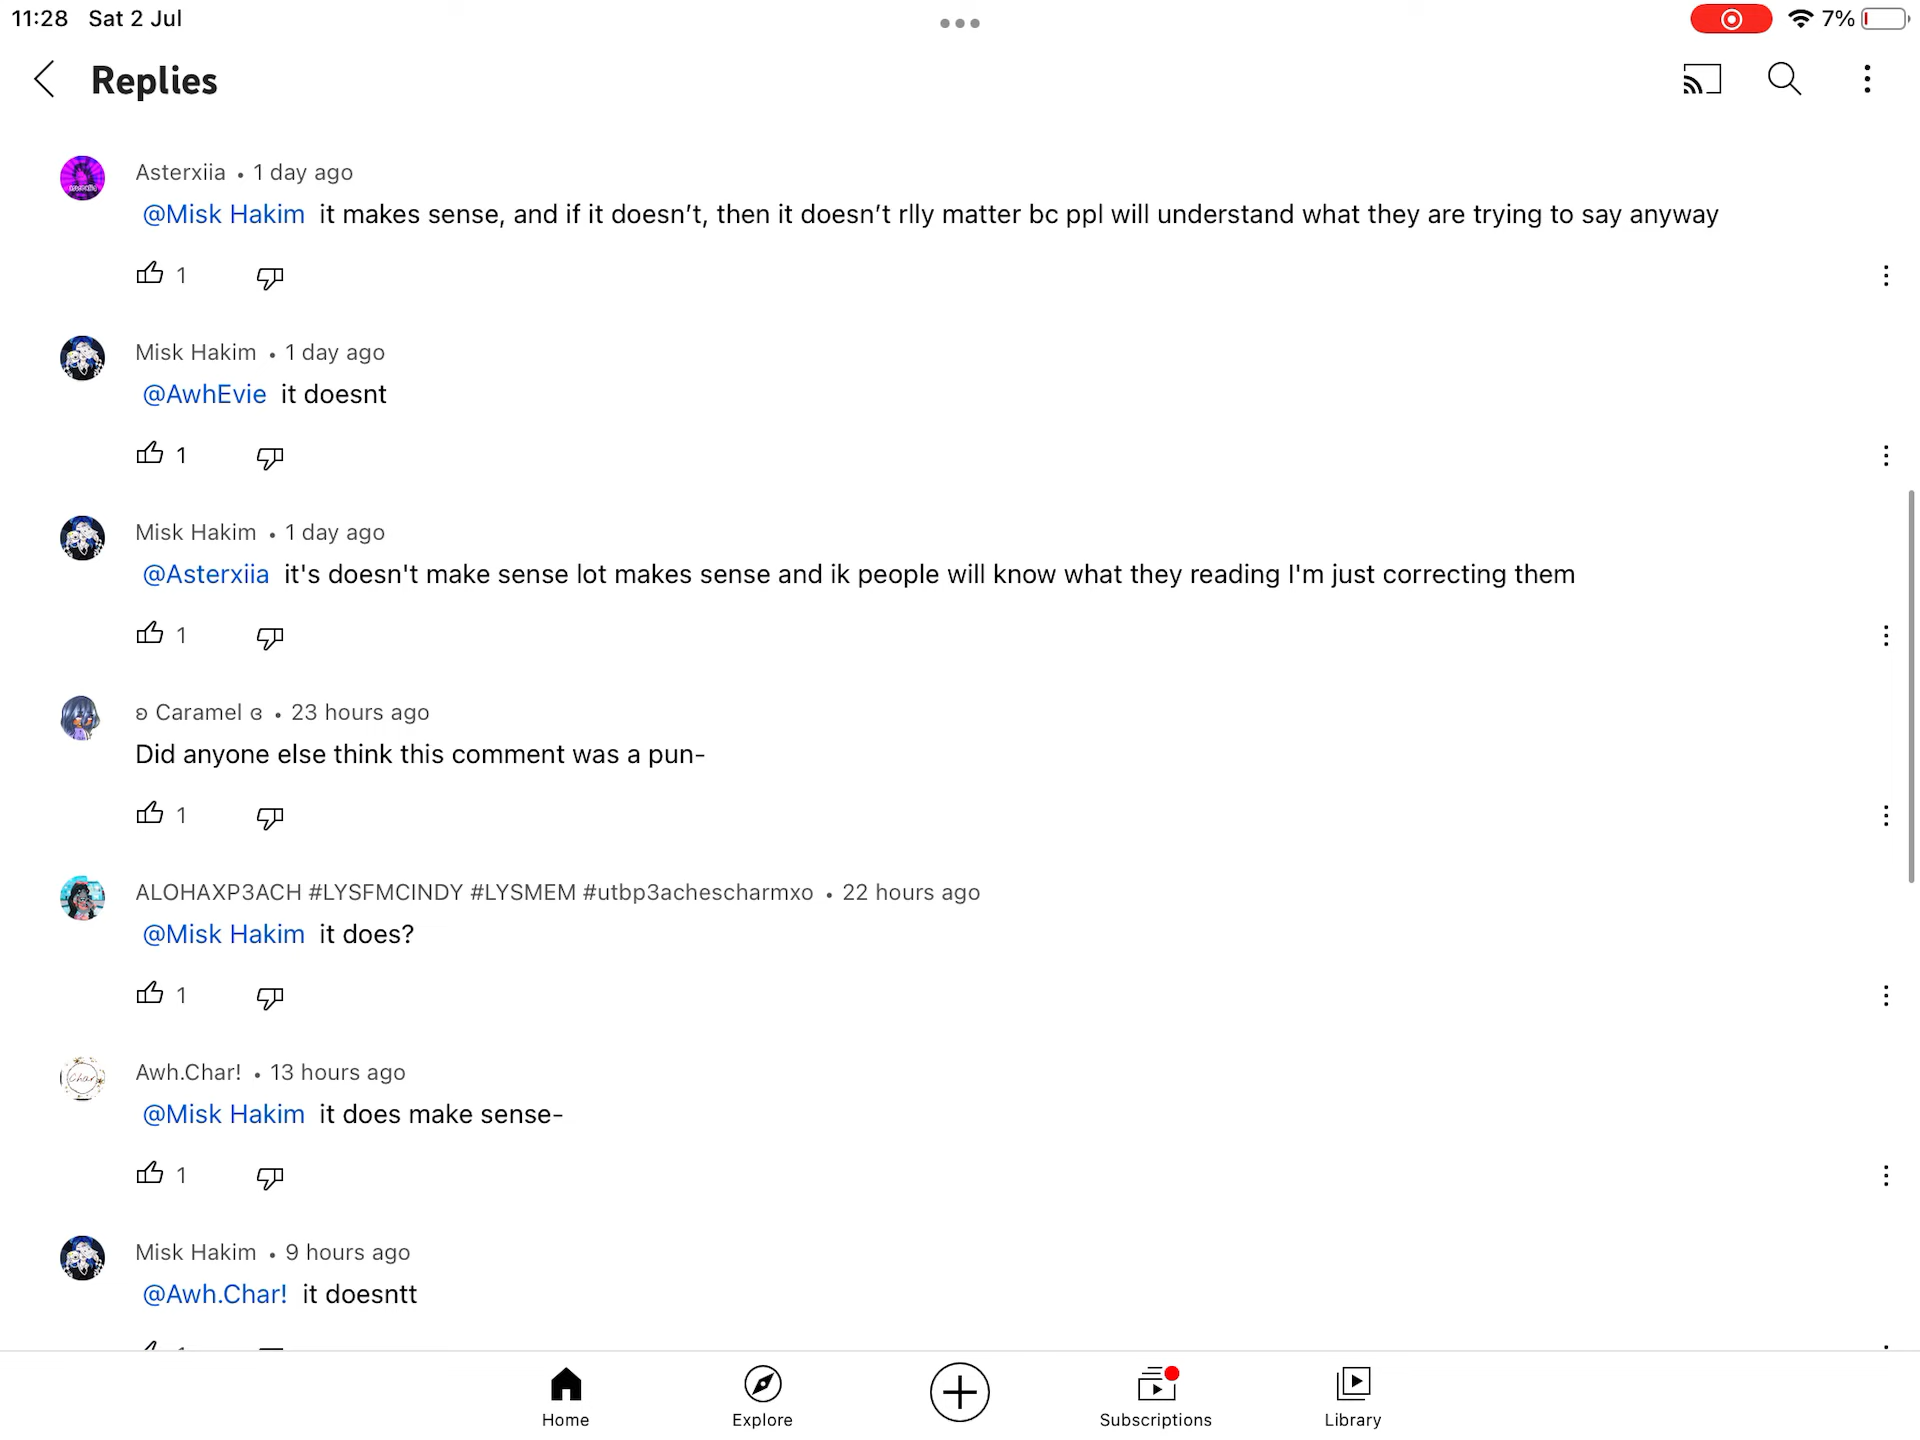 11:28 Sat 2 Jul
7%
Replies
Asterxiia • 1 day ago
@Misk Hakim it makes sense, and if it doesn’t, then it doesn’t rlly matter bc ppl will understand what they are trying to say anyway
1
Misk Hakim • 1 day ago
@AwhEvie it doesnt
1
Misk Hakim • 1 day ago
@Asterxiia it's doesn't make sense lot makes sense and ik people will know what they reading I'm just correcting them
1
ʚ Caramel ɞ • 23 hours ago
Did anyone else think this comment was a pun-
1
ALOHAXP3ACH #LYSFMCINDY #LYSMEM #utbp3achescharmxo • 22 hours ago
@Misk Hakim it does?
1
Char
Awh.Char! • 13 hours ago
@Misk Hakim it does make sense-
1
Misk Hakim • 9 hours ago
@Awh.Char! it doesntt
Home
Explore
Subscriptions
Library